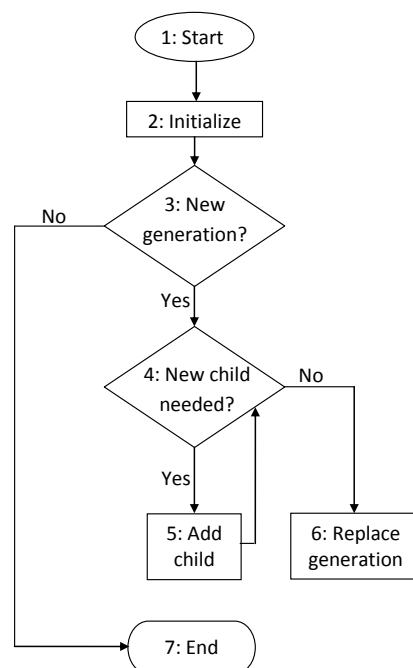 1: Start
2: Initialize
3: New
generation?
No
Yes
4: New child
needed?
No
Yes
5: Add
child
6: Replace
generation
7: End